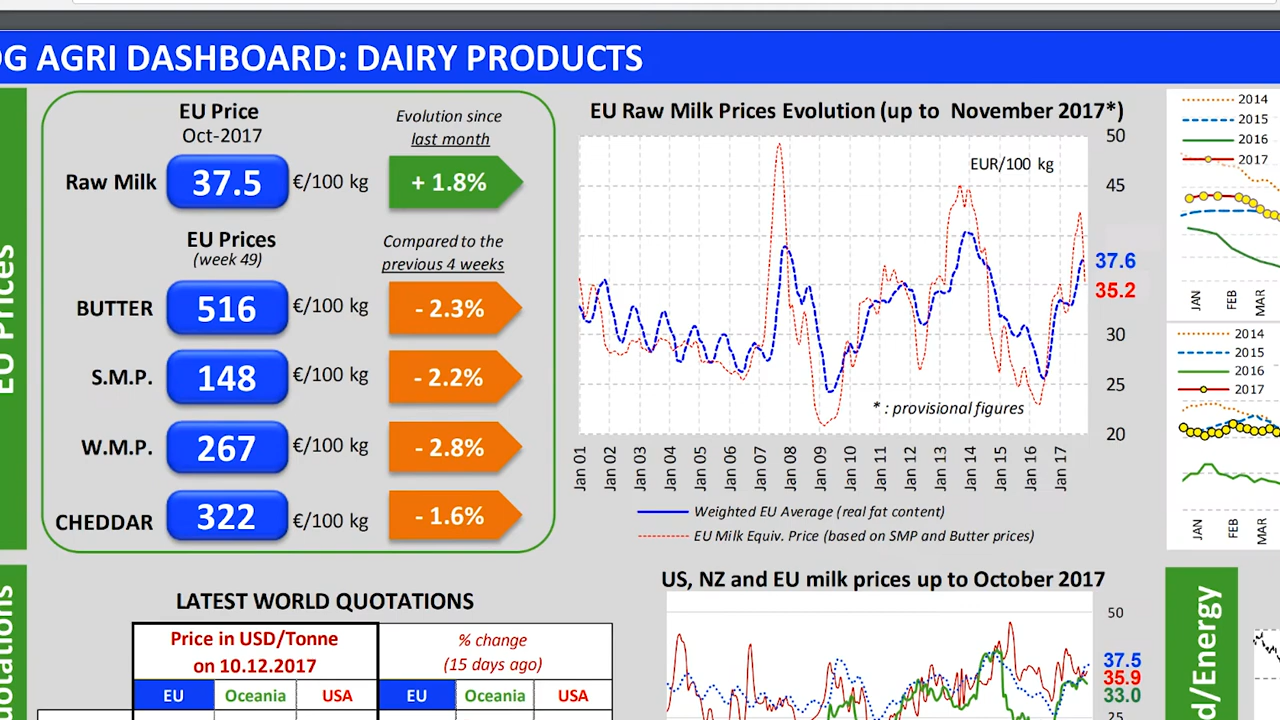 DG AGRI DASHBOARD: DAIRY PRODUCTS
EU Prices
EU Price
Oct-2017
Evolution since
last month
Raw Milk 37.5 €/100 kg + 1.8%
EU Prices
(week 49)
Compared to the
previous 4 weeks
BUTTER 516 €/100 kg - 2.3%
S.M.P. 148 €/100 kg - 2.2%
W.M.P. 267 €/100 kg - 2.8%
CHEDDAR 322 €/100 kg - 1.6%
EU Raw Milk Prices Evolution (up to November 2017*)
EUR/100 kg
50
45
37.6
35.2
30
25
20
* : provisional figures
Jan 01 Jan 02 Jan 03 Jan 04 Jan 05 Jan 06 Jan 07 Jan 08 Jan 09 Jan 10 Jan 11 Jan 12 Jan 13 Jan 14 Jan 15 Jan 16 Jan 17
Weighted EU Average (real fat content)
EU Milk Equiv. Price (based on SMP and Butter prices)
2014
2015
2016
2017
JAN FEB MAR
2014
2015
2016
2017
JAN FEB MAR
LATEST WORLD QUOTATIONS
Price in USD/Tonne
on 10.12.2017
% change
(15 days ago)
EU Oceania USA EU Oceania USA
US, NZ and EU milk prices up to October 2017
50
37.5
35.9
33.0
25
d/Energy
uotations